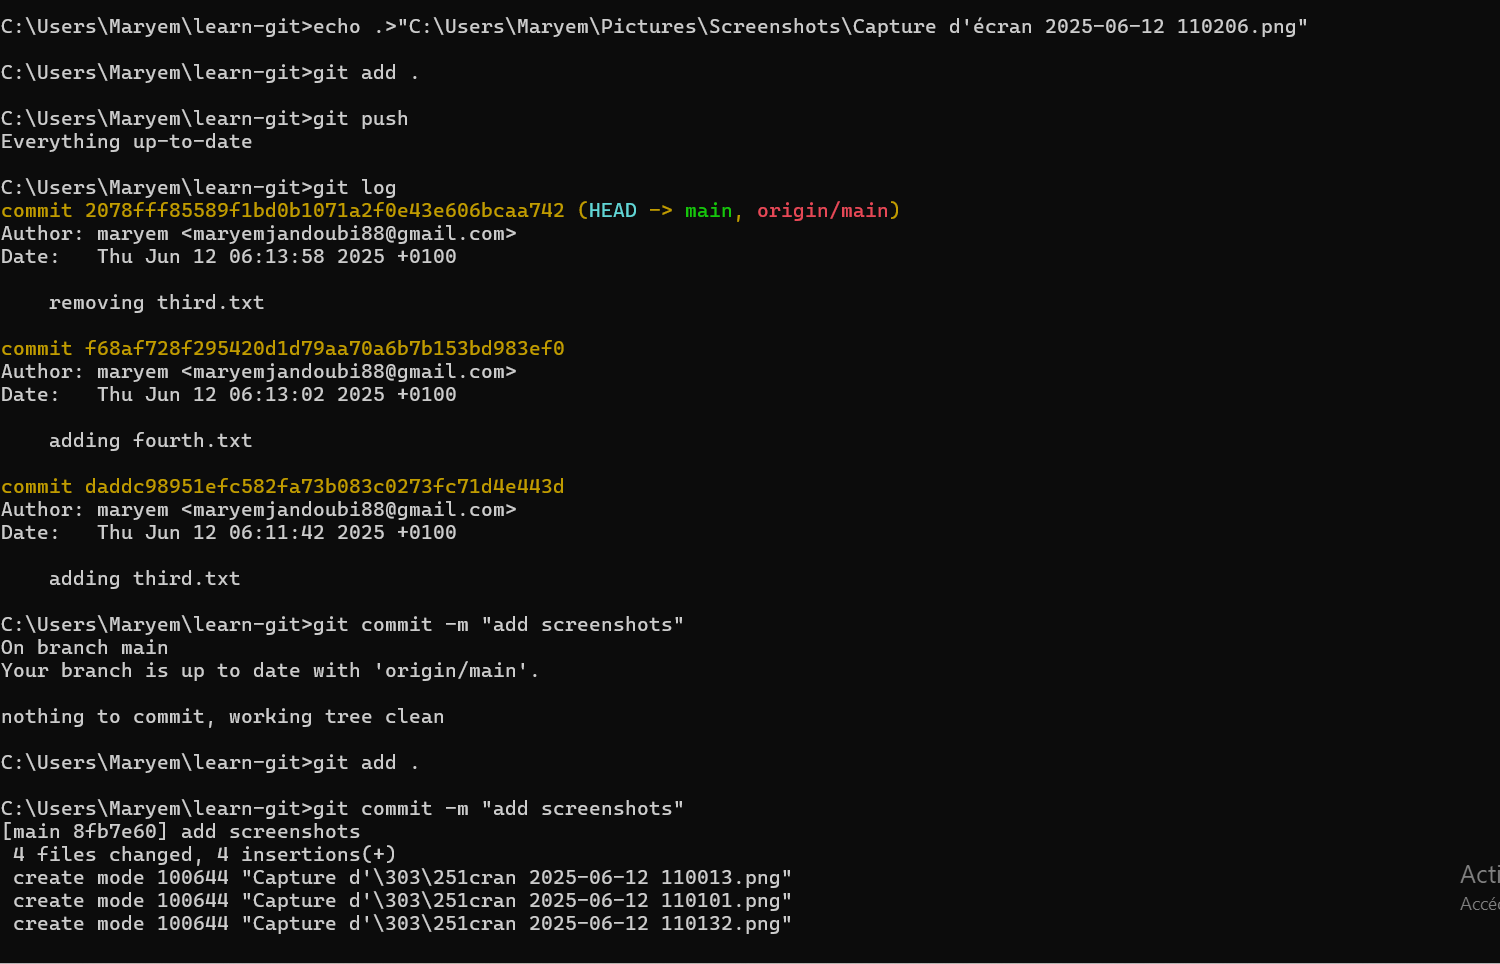 C:\Users\Maryem\learn-git>echo .>"C:\Users\Maryem\Pictures\Screenshots\Capture d'écran 2025-06-12 110206.png"
C:\Users\Maryem\learn-git>git add .
C:\Users\Maryem\learn-git>git push
Everything up-to-date
C:\Users\Maryem\learn-git>git log
commit 2078fff85589f1bd0b1071a2f0e43e606bcaa742 (HEAD -> main, origin/main)
Author: maryem <maryemjandoubi88@gmail.com>
Date:   Thu Jun 12 06:13:58 2025 +0100
    removing third.txt
commit f68af728f295420d1d79aa70a6b7b153bd983ef0
Author: maryem <maryemjandoubi88@gmail.com>
Date:   Thu Jun 12 06:13:02 2025 +0100
    adding fourth.txt
commit daddc98951efc582fa73b083c0273fc71d4e443d
Author: maryem <maryemjandoubi88@gmail.com>
Date:   Thu Jun 12 06:11:42 2025 +0100
    adding third.txt
C:\Users\Maryem\learn-git>git commit -m "add screenshots"
On branch main
Your branch is up to date with 'origin/main'.
nothing to commit, working tree clean
C:\Users\Maryem\learn-git>git add .
C:\Users\Maryem\learn-git>git commit -m "add screenshots"
[main 8fb7e60] add screenshots
 4 files changed, 4 insertions(+)
 create mode 100644 "Capture d'\303\251cran 2025-06-12 110013.png"
 create mode 100644 "Capture d'\303\251cran 2025-06-12 110101.png"
 create mode 100644 "Capture d'\303\251cran 2025-06-12 110132.png"